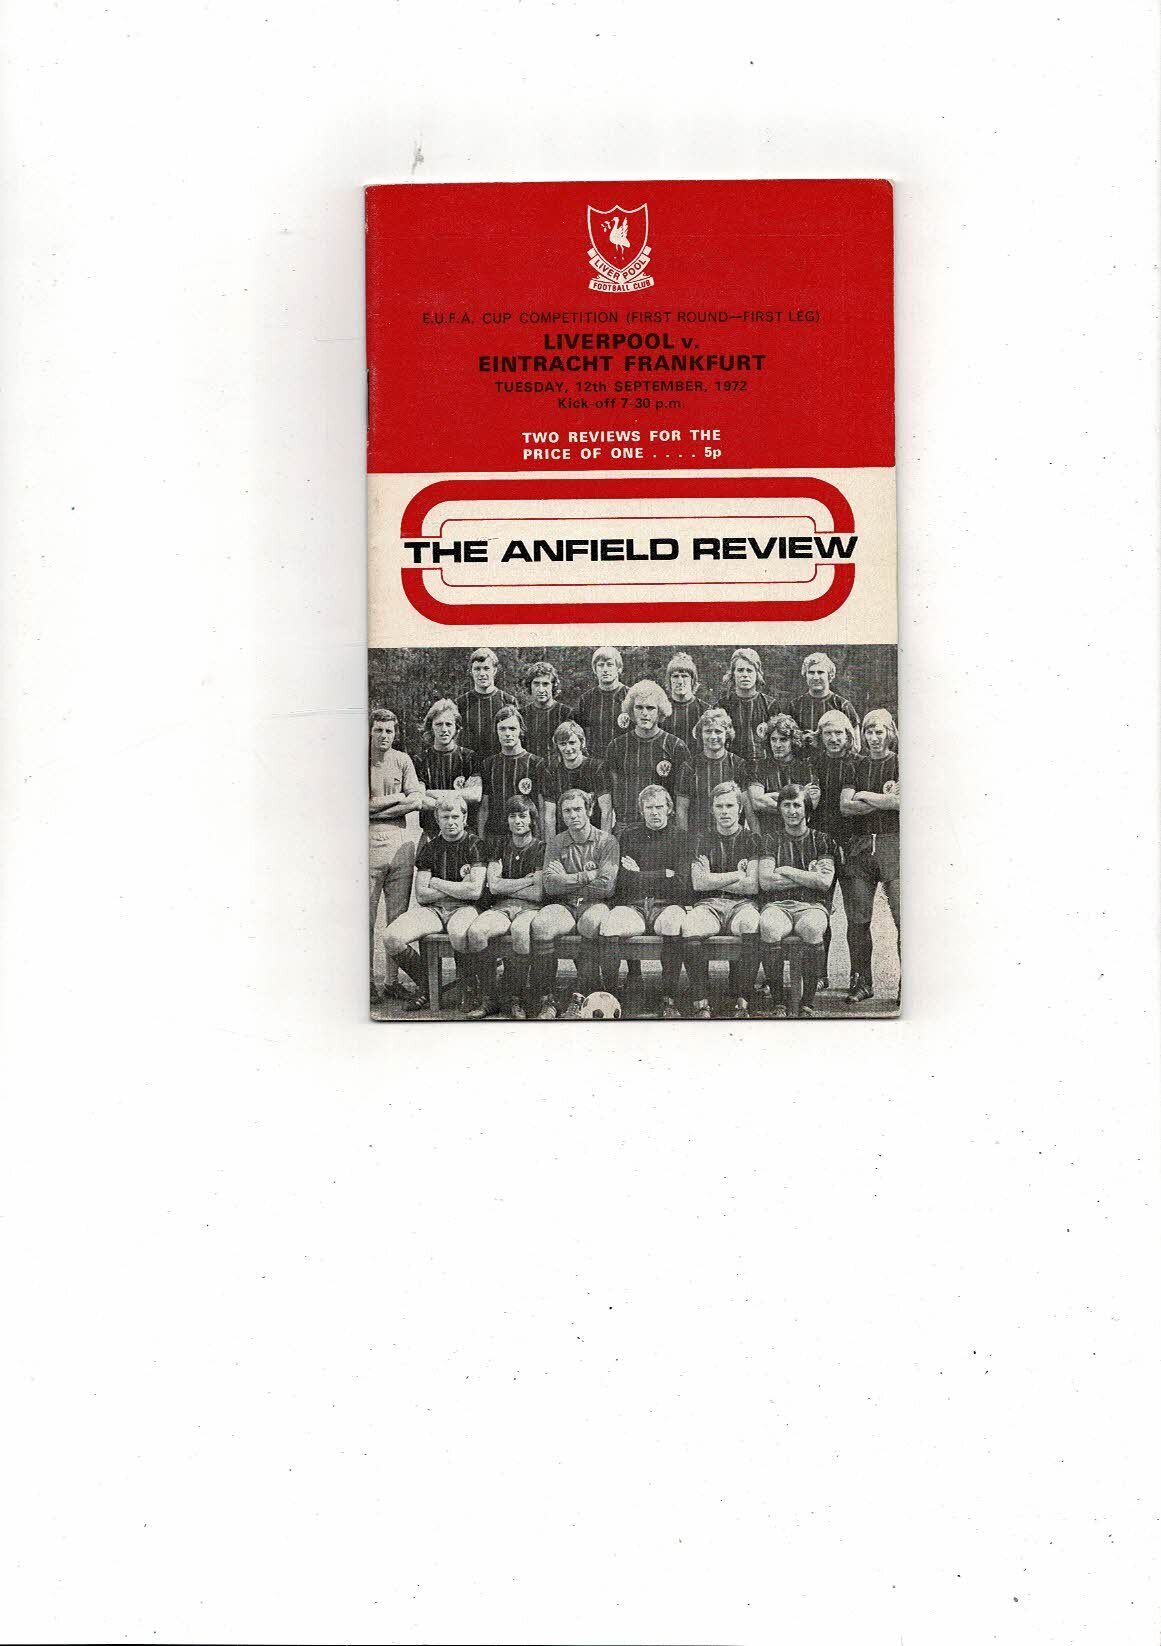 LIVERPOOL
FOOTBALL CLUB
E.U.F.A. CUP COMPETITION (FIRST ROUND—FIRST LEG)
LIVERPOOL v.
EINTRACHT FRANKFURT
TUESDAY, 12th SEPTEMBER, 1972
Kick-off 7-30 p.m.
TWO REVIEWS FOR THE
PRICE OF ONE . . . . 5p
THE ANFIELD REVIEW